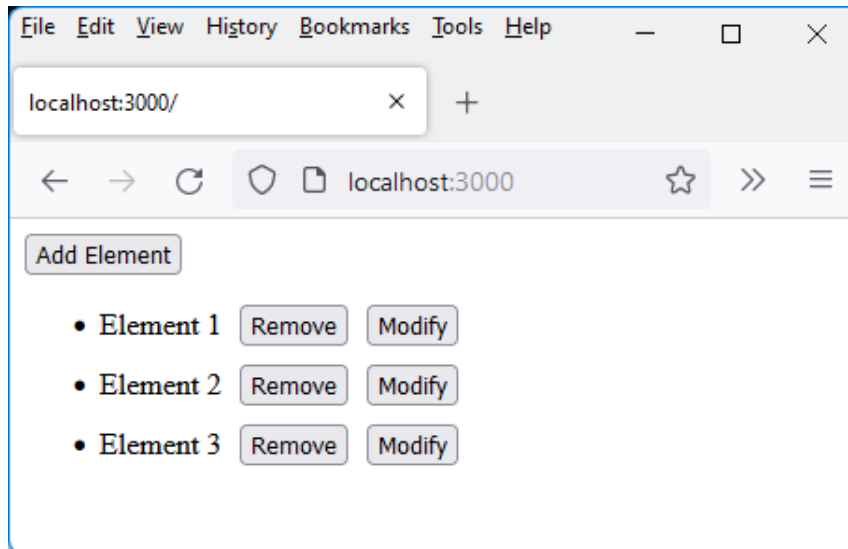 File Edit View History Bookmarks Tools Help
localhost:3000/
localhost:3000
Add Element
• Element 1 Remove Modify
• Element 2 Remove Modify
• Element 3 Remove Modify